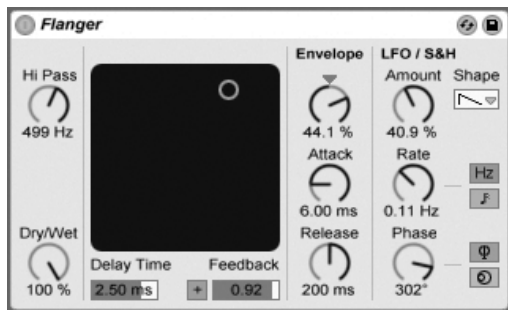 Flanger
Envelope LFO / S&H
Hi Pass Amount Shape
499 Hz 44.1 % 40.9 %
Attack Rate
Hz
6.00 ms 0.11 Hz
Dry/Wet Release Phase
Delay Time Feedback
100 % 2.50 ms + 0.92 200 ms 302°